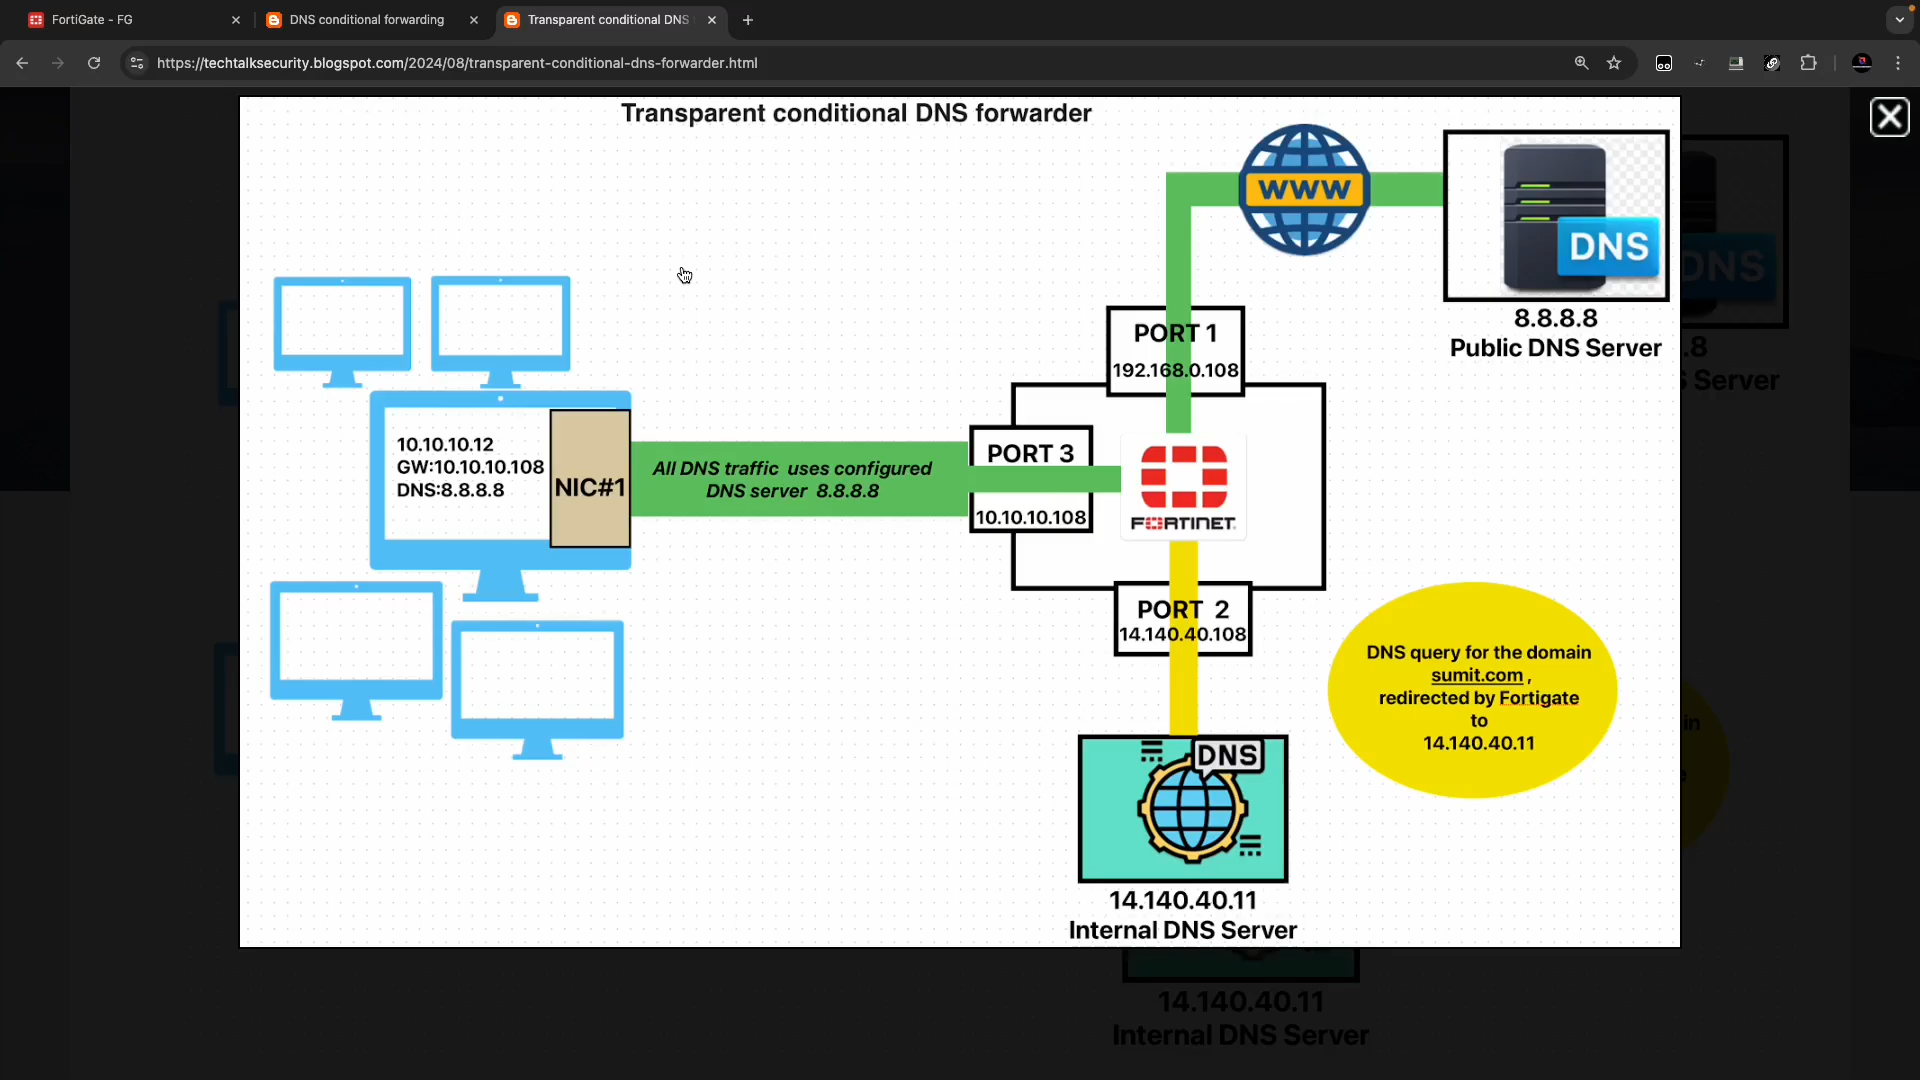 FortiGate - FG
DNS conditional forwarding
Transparent conditional DNS
https://techtalksecurity.blogspot.com/2024/08/transparent-conditional-dns-forwarder.html
Transparent conditional DNS forwarder
WWW
DNS
8.8.8.8
Public DNS Server
PORT 1
192.168.0.108
10.10.10.12
GW:10.10.10.108
DNS:8.8.8.8
NIC#1
All DNS traffic uses configured
DNS server 8.8.8.8
PORT 3
10.10.10.108
FORTINET
PORT 2
14.140.40.108
DNS query for the domain
sumit.com ,
redirected by Fortigate
to
14.140.40.11
DNS
14.140.40.11
Internal DNS Server
DNS
.8
Server
14.140.40.11
Internal DNS Server